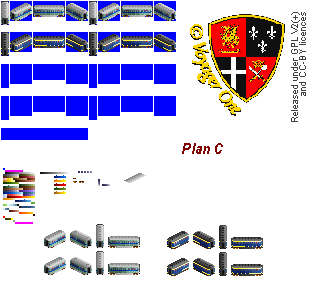 © Voyager One
Released under GPL V2(+)
and CC-BY licences
Plan C